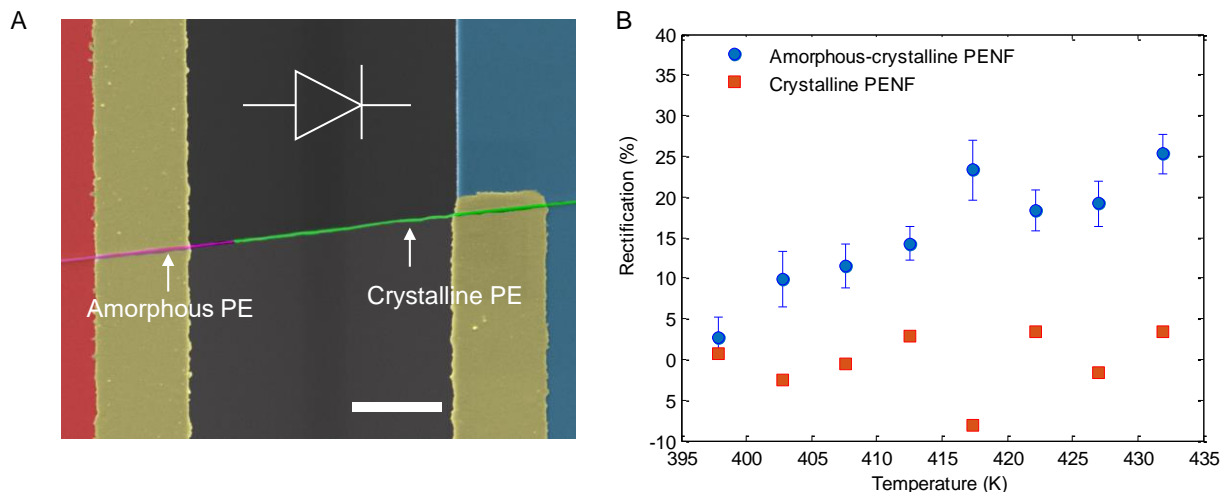 A
Amorphous PE
Crystalline PE
B
40
35
30
25
20
15
10
5
0
-10
Rectification (%)
Amorphous-crystalline PENF
Crystalline PENF
395
400
405
410
415
420
425
430
435
Temperature (K)